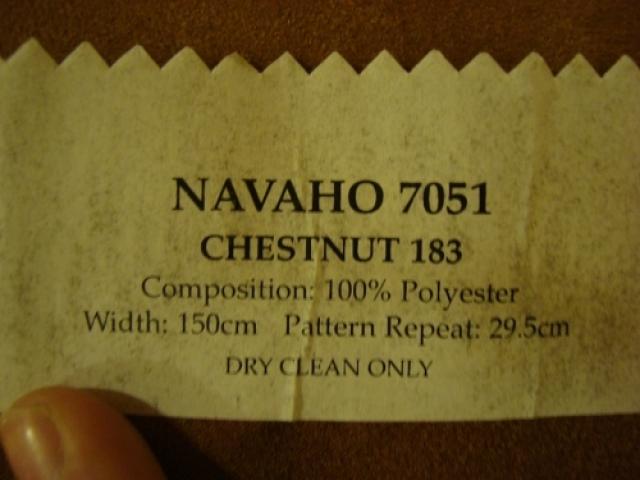 NAVAHO 7051
CHESTNUT 183
Composition: 100% Polyester
Width: 150cm Pattern Repeat: 29.5cm
DRY CLEAN ONLY